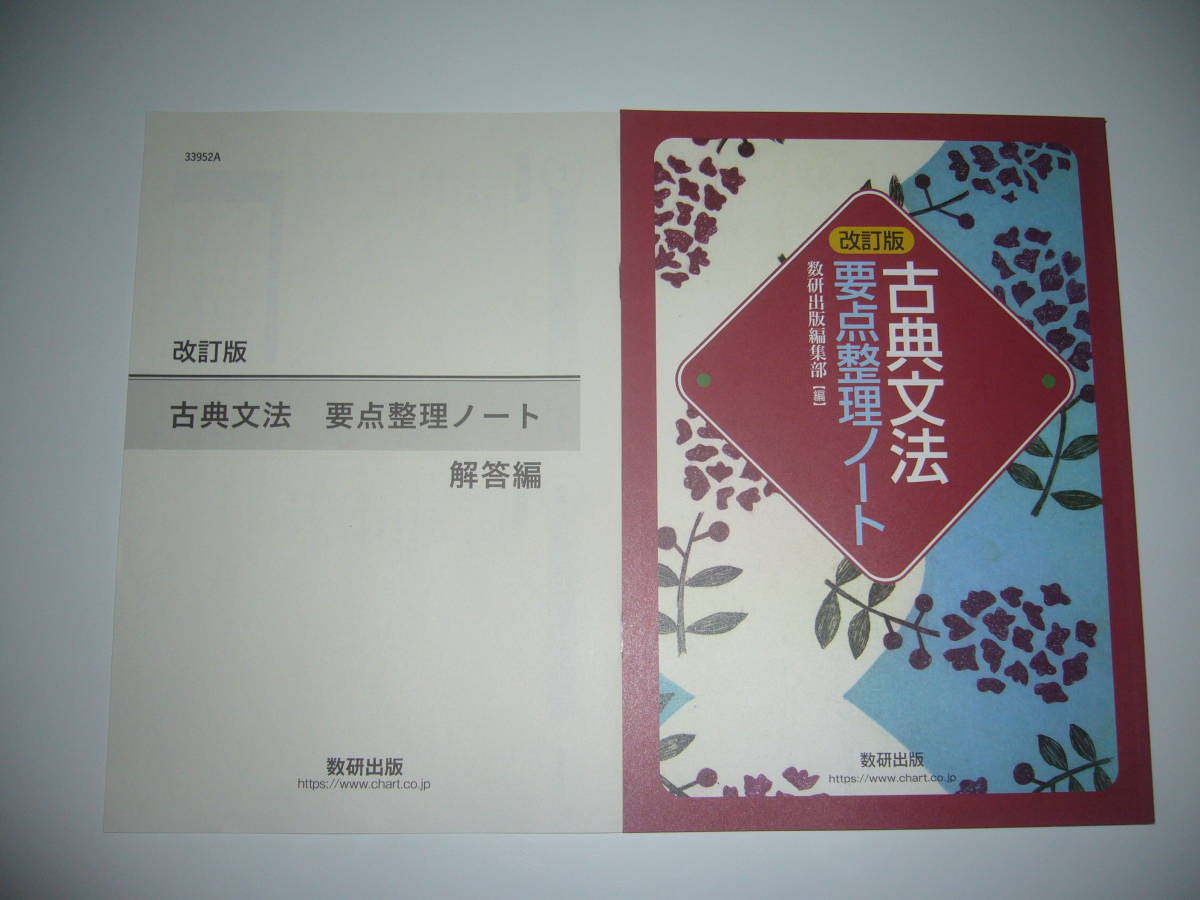 33952A
改訂版
古典文法 要点整理ノート
解答編
数研出版
https://www.chart.co.jp
改訂版
古典文法
要点整理ノート
数研出版編集部【編】
数研出版
https://www.chart.co.jp